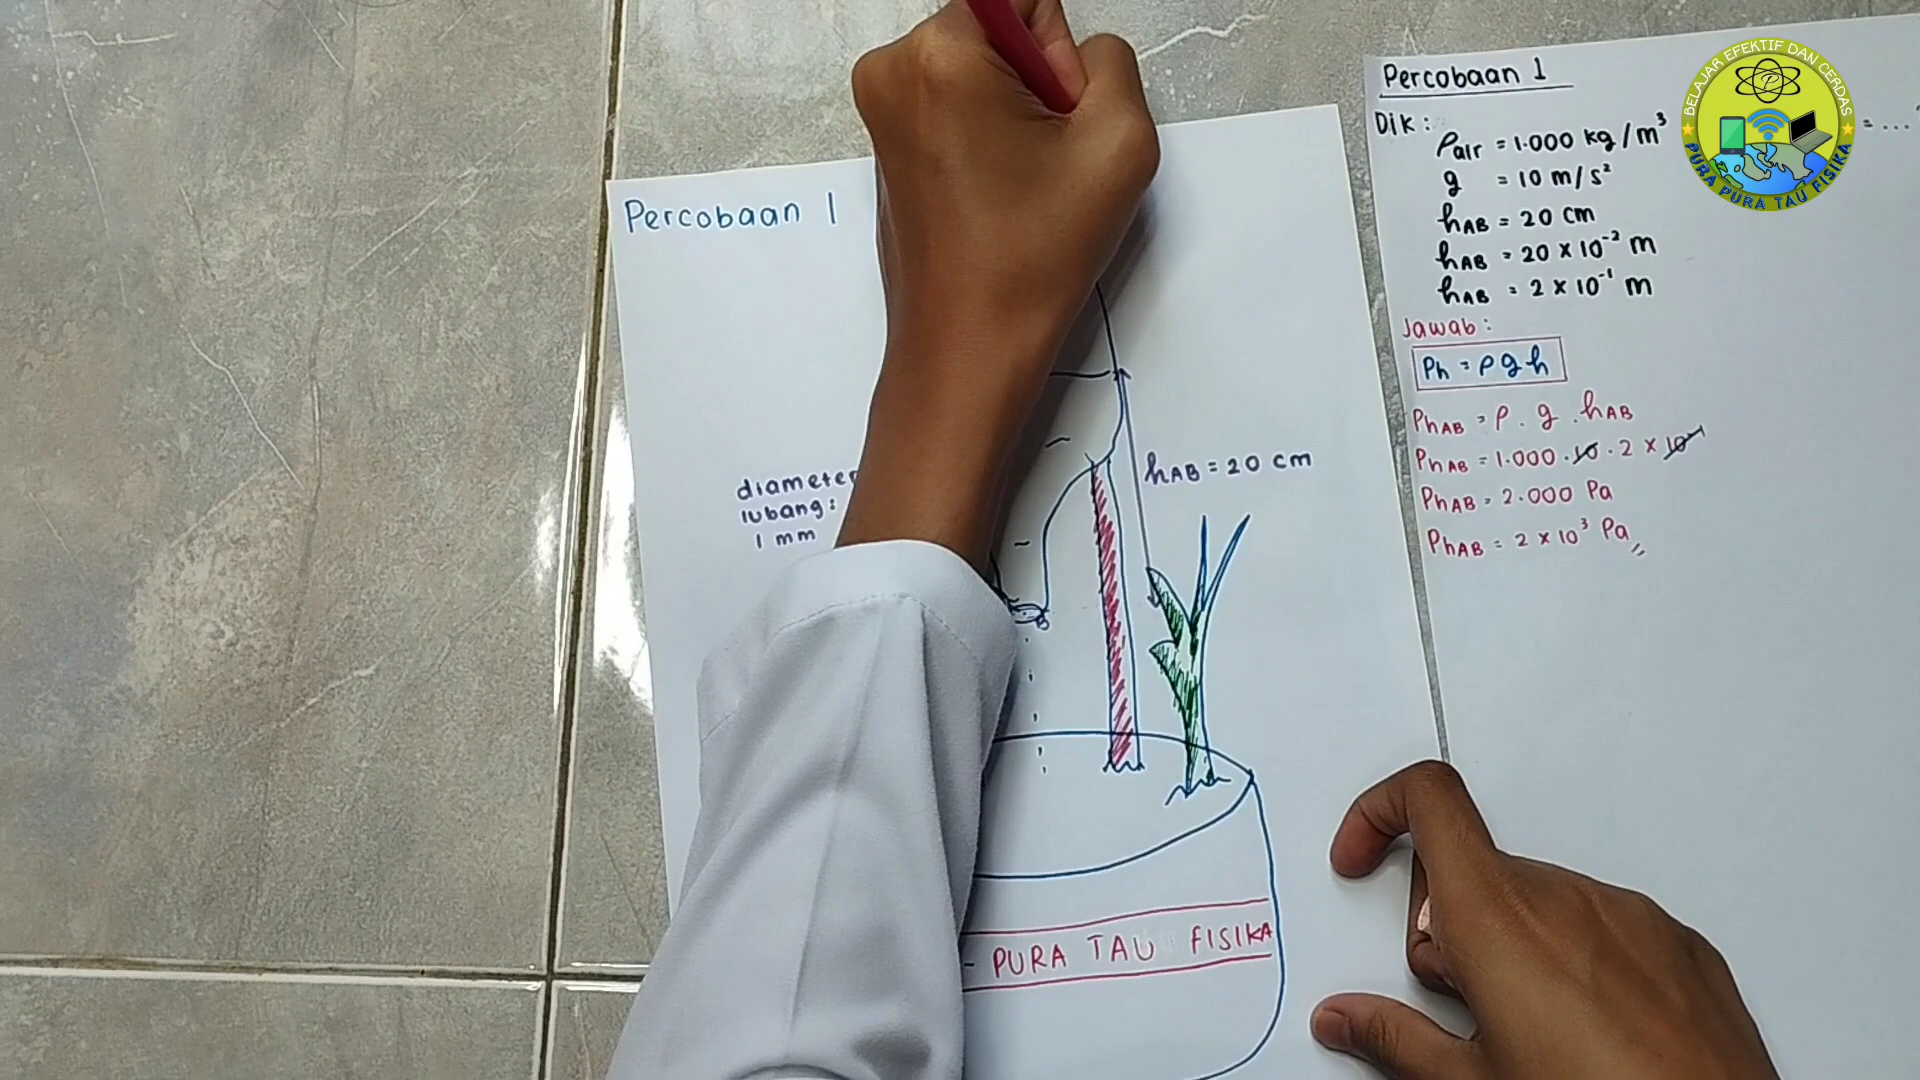 Percobaan 1
diameter
lubang:
1 mm
hAB = 20 cm
- PURA TAU FISIKA
Percobaan 1
Dik:
ρair = 1.000 kg/m³
= ...
g = 10 m/s²
hAB = 20 cm
hAB = 20 x 10⁻² m
hAB = 2 x 10⁻¹ m
Jawab:
Ph = ρ g h
PhAB = ρ . g . hAB
PhAB = 1.000 . 10 . 2 x 10⁻¹
PhAB = 2.000 Pa
PhAB = 2 x 10³ Pa
BELAJAR EFEKTIF DAN CERDAS
PURA PURA TAU FISIKA